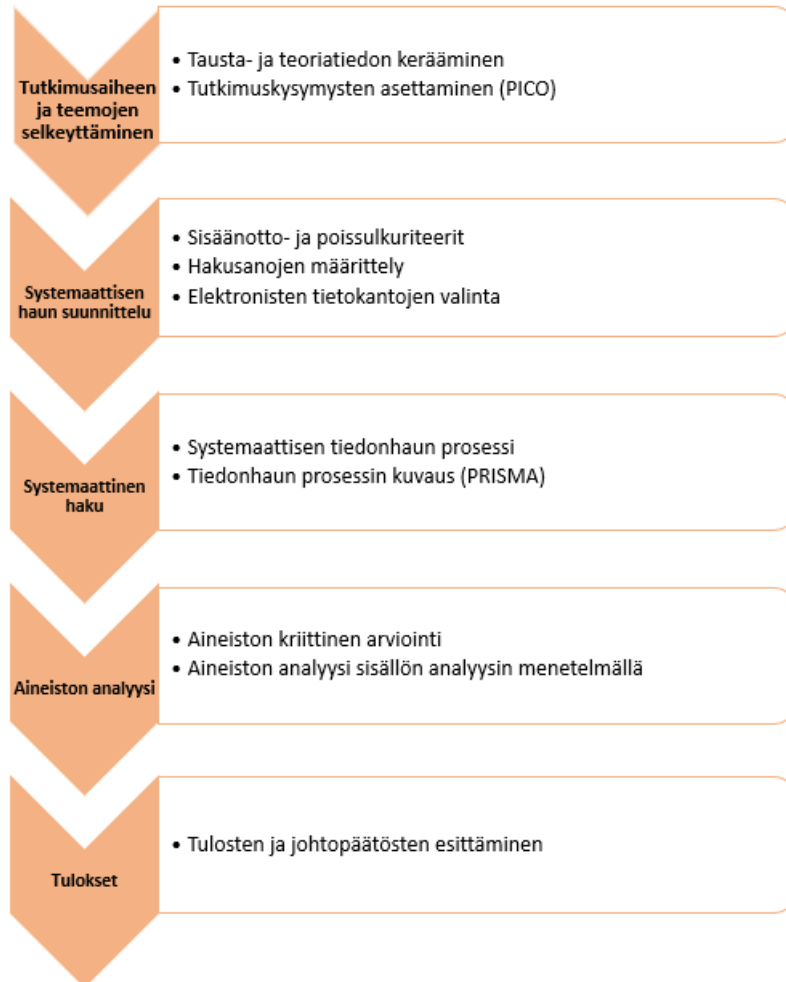 Tutkimusaiheen
ja teemojen
selkeyttäminen
• Tausta- ja teoriatiedon kerääminen
• Tutkimuskysymysten asettaminen (PICO)
Systemaattisen
haun suunnittelu
• Sisäänotto- ja poissulkuriteerit
• Hakusanojen määrittely
• Elektronisten tietokantojen valinta
Systemaattinen
haku
• Systemaattisen tiedonhaun prosessi
• Tiedonhaun prosessin kuvaus (PRISMA)
Aineiston analyysi
• Aineiston kriittinen arviointi
• Aineiston analyysi sisällön analyysin menetelmällä
Tulokset
• Tulosten ja johtopäätösten esittäminen